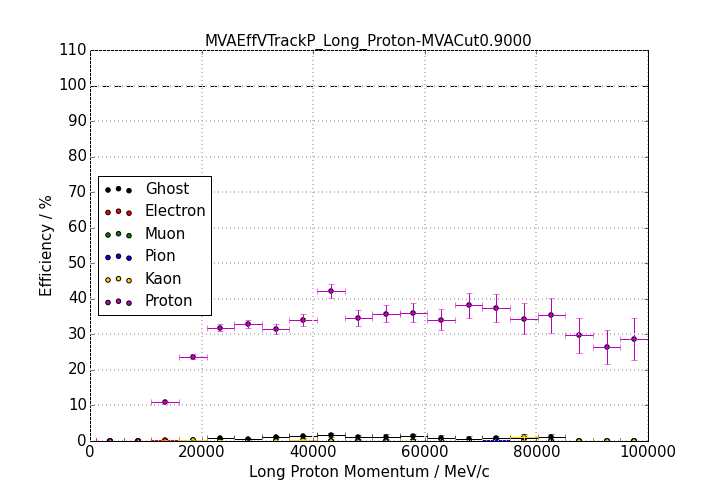 MVAEffVTrackP_Long_Proton-MVACut0.9000
110
100
90
80
70
60
50
40
30
20
10
0
Efficiency / %
Ghost
Electron
Muon
Pion
Kaon
Proton
0 20000 40000 60000 80000 100000
Long Proton Momentum / MeV/c